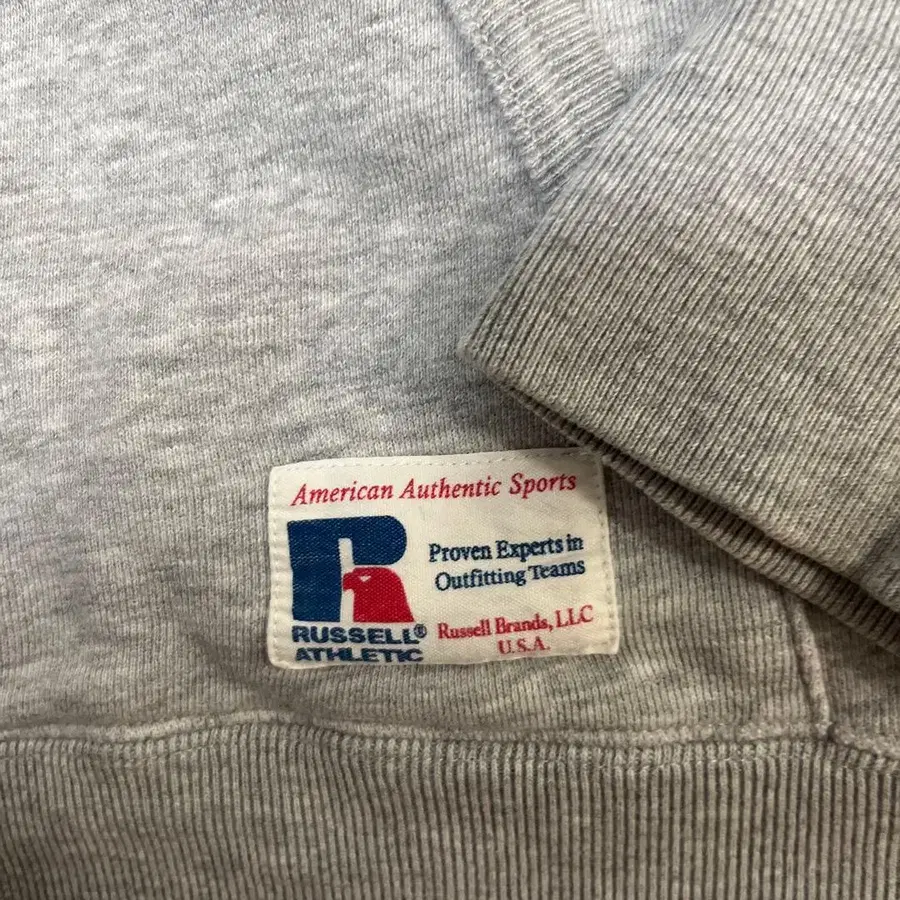 American Authentic Sports
Proven Experts in
Outfitting Teams
RUSSELL®
ATHLETIC
Russell Brands, LLC
U.S.A.